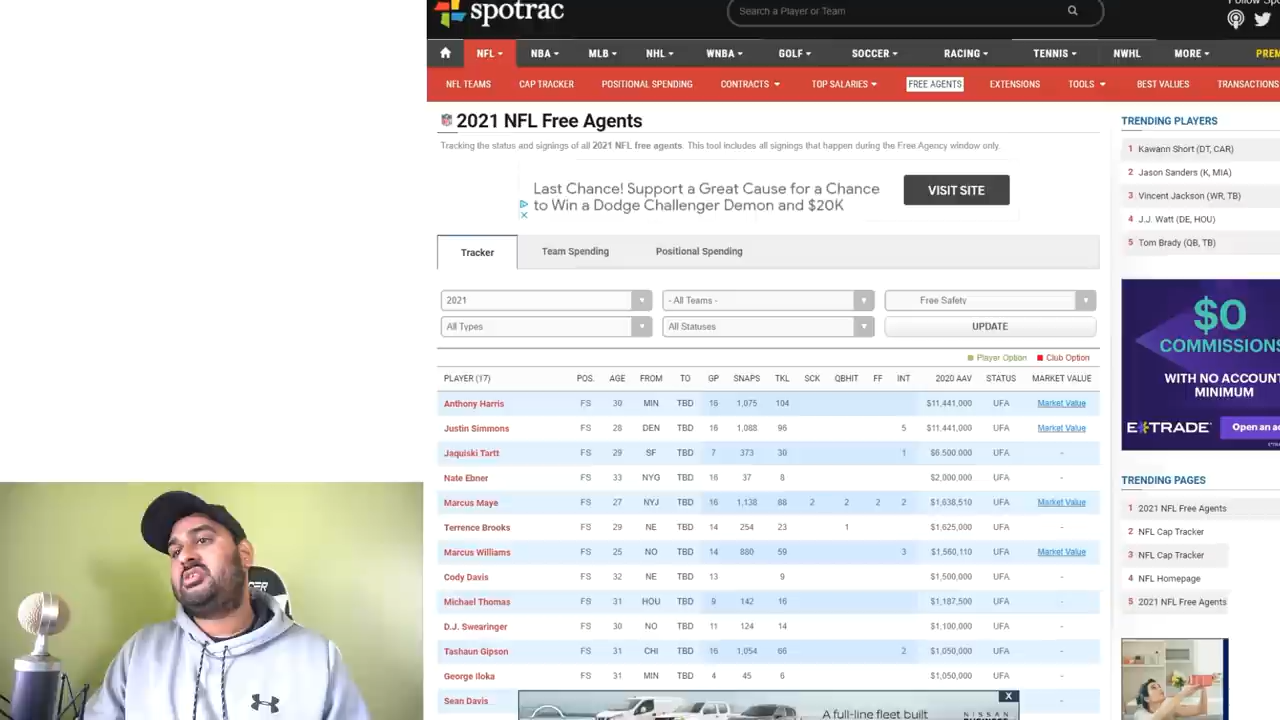 spotrac
Search a Player or Team
Follow Spo
NFL NBA MLB NHL WNBA GOLF SOCCER RACING TENNIS NWHL MORE PREM
NFL TEAMS CAP TRACKER POSITIONAL SPENDING CONTRACTS TOP SALARIES FREE AGENTS EXTENSIONS TOOLS BEST VALUES TRANSACTIONS
2021 NFL Free Agents
Tracking the status and signings of all 2021 NFL free agents. This tool includes all signings that happen during the Free Agency window only.
Last Chance! Support a Great Cause for a Chance
to Win a Dodge Challenger Demon and $20K
VISIT SITE
Tracker Team Spending Positional Spending
2021 - All Teams - Free Safety
All Types All Statuses UPDATE
Player Option Club Option
PLAYER (17) POS. AGE FROM TO GP SNAPS TKL SCK QBHIT FF INT 2020 AAV STATUS MARKET VALUE
Anthony Harris FS 30 MIN TBD 16 1,075 104 $11,441,000 UFA Market Value
Justin Simmons FS 28 DEN TBD 16 1,088 96 5 $11,441,000 UFA Market Value
Jaquiski Tartt FS 29 SF TBD 7 373 30 1 $6,500,000 UFA -
Nate Ebner FS 33 NYG TBD 16 37 8 $2,000,000 UFA -
Marcus Maye FS 27 NYJ TBD 16 1,138 88 2 2 2 2 $1,638,510 UFA Market Value
Terrence Brooks FS 29 NE TBD 14 254 23 1 $1,625,000 UFA -
Marcus Williams FS 25 NO TBD 14 880 59 3 $1,560,110 UFA Market Value
Cody Davis FS 32 NE TBD 13 9 $1,500,000 UFA -
Michael Thomas FS 31 HOU TBD 9 142 16 $1,187,500 UFA -
D.J. Swearinger FS 30 NO TBD 11 124 14 $1,100,000 UFA -
Tashaun Gipson FS 31 CHI TBD 16 1,054 66 2 $1,050,000 UFA -
George Iloka FS 31 MIN TBD 4 45 6 $1,050,000 UFA -
Sean Davis
A full-line fleet built
NISSAN
X
TRENDING PLAYERS
1 Kawann Short (DT, CAR)
2 Jason Sanders (K, MIA)
3 Vincent Jackson (WR, TB)
4 J.J. Watt (DE, HOU)
5 Tom Brady (QB, TB)
$0
COMMISSIONS
WITH NO ACCOUNT
MINIMUM
E*TRADE Open an ac
TRENDING PAGES
1 2021 NFL Free Agents
2 NFL Cap Tracker
3 NFL Cap Tracker
4 NFL Homepage
5 2021 NFL Free Agents